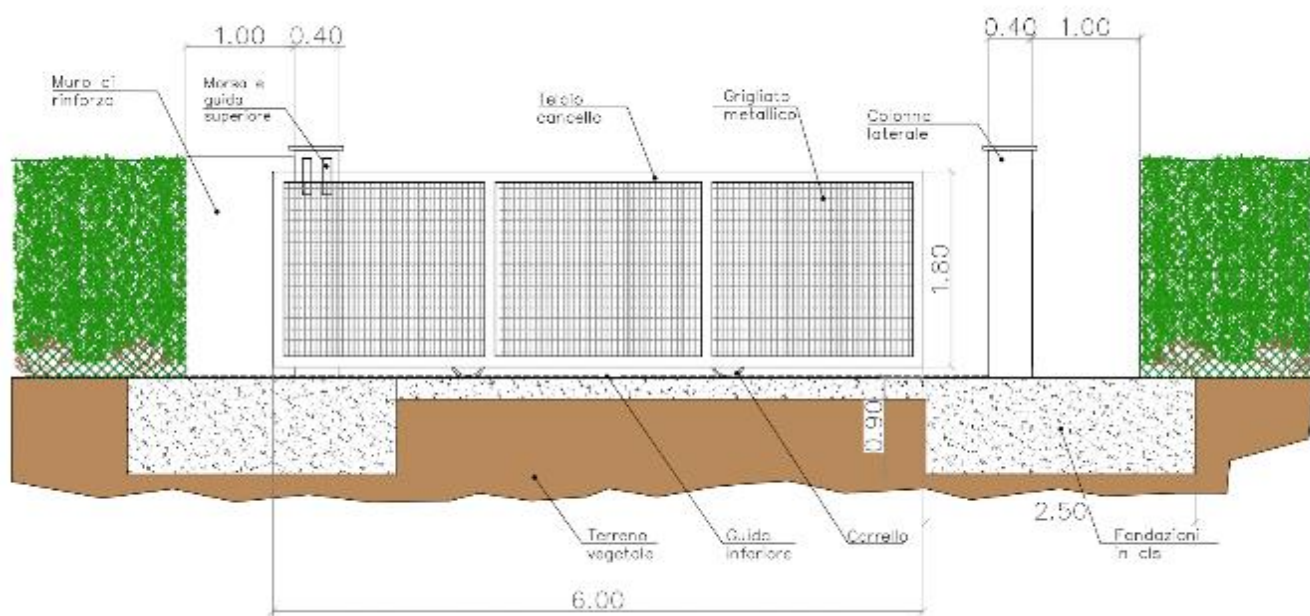 1.00
0.40
0.40
1.00
Muro di
rinforzo
Morsa e
guida
superiore
Telaio
cancello
Grigliato
metallico
Colonna
laterale
1.80
0.90
2.50
Terreno
vegetale
Guida
inferiore
Carrello
Fondazioni
in cls
6.00